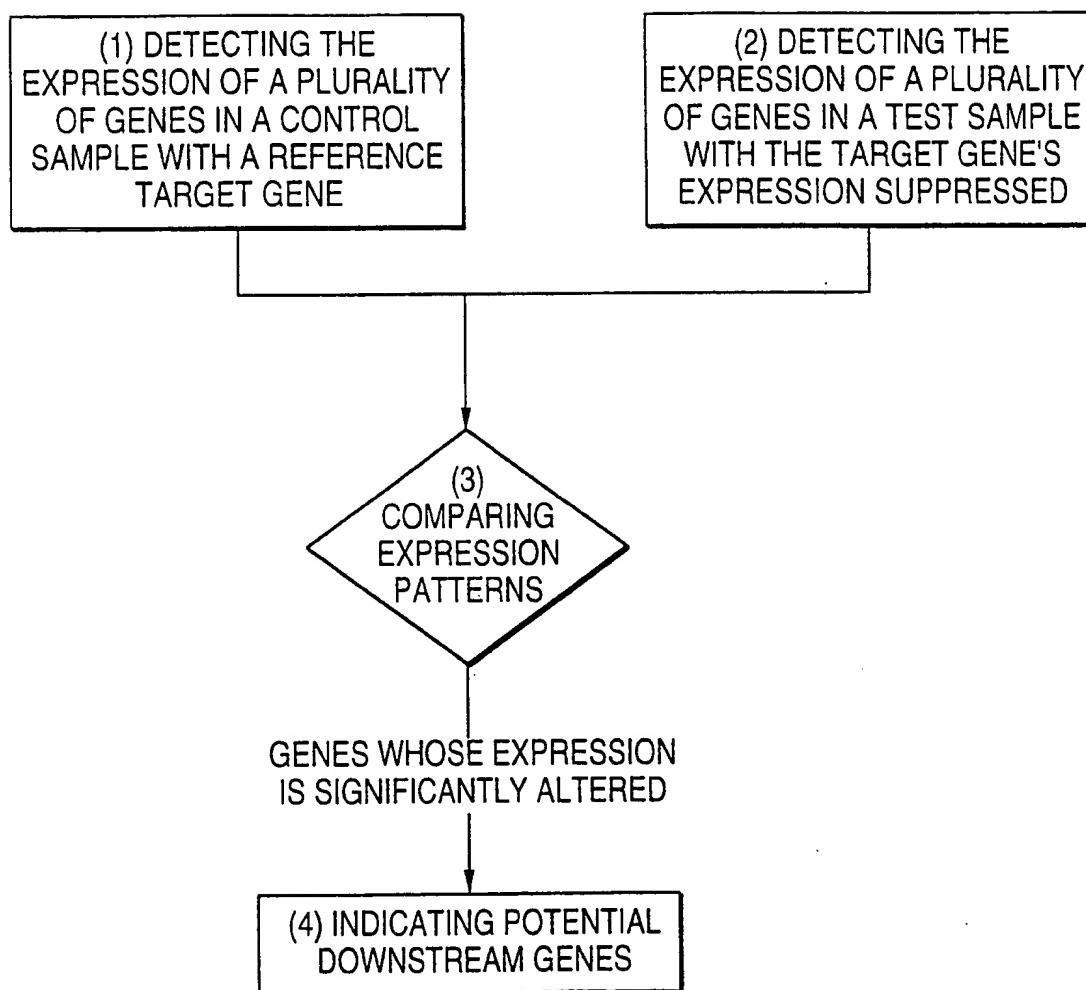 (1) DETECTING THE
EXPRESSION OF A PLURALITY
OF GENES IN A CONTROL
SAMPLE WITH A REFERENCE
TARGET GENE
(2) DETECTING THE
EXPRESSION OF A PLURALITY
OF GENES IN A TEST SAMPLE
WITH THE TARGET GENE'S
EXPRESSION SUPPRESSED
(3)
COMPARING
EXPRESSION
PATTERNS
GENES WHOSE EXPRESSION
IS SIGNIFICANTLY ALTERED
(4) INDICATING POTENTIAL
DOWNSTREAM GENES